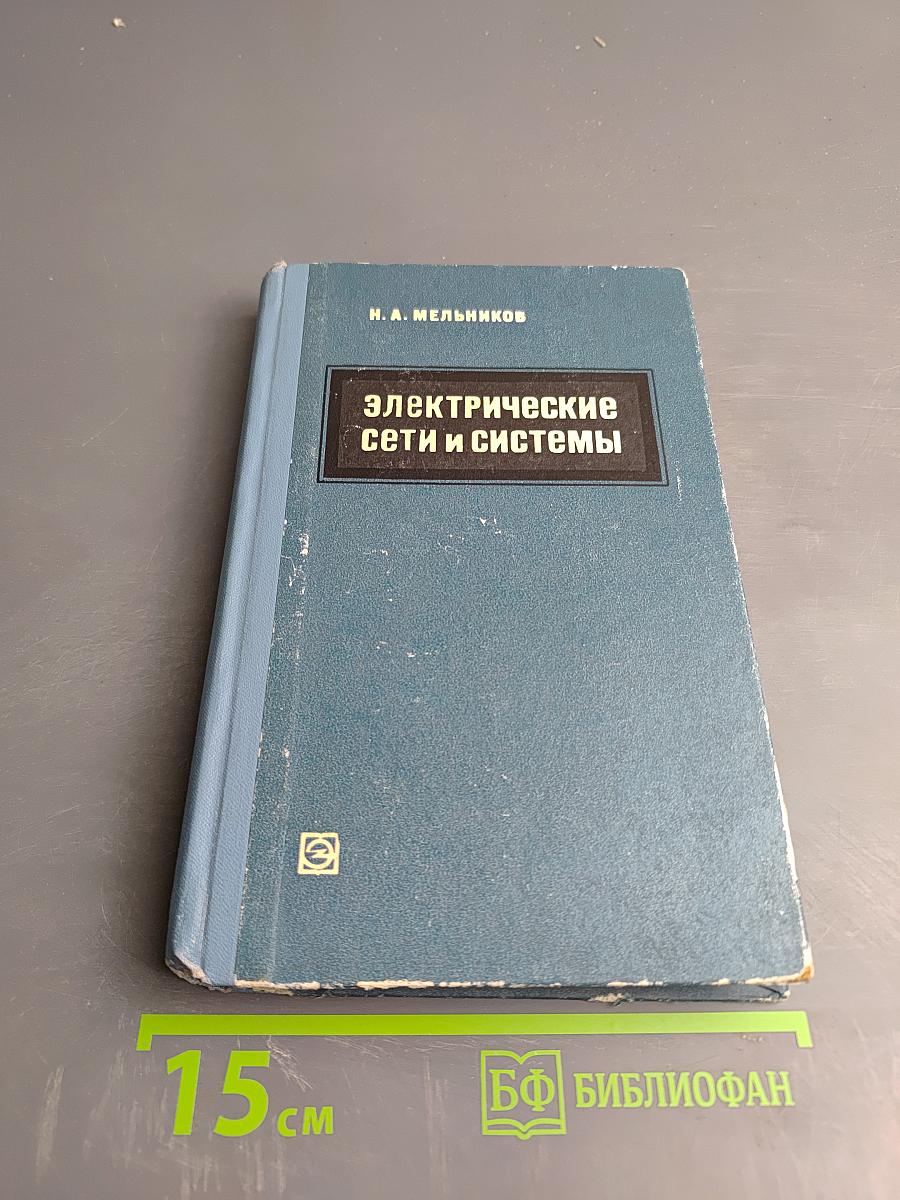 Н. А. МЕЛЬНИКОВ
ЭЛЕКТРИЧЕСКИЕ
СЕТИ И СИСТЕМЫ
15 см
БФ БИБЛИОФАН